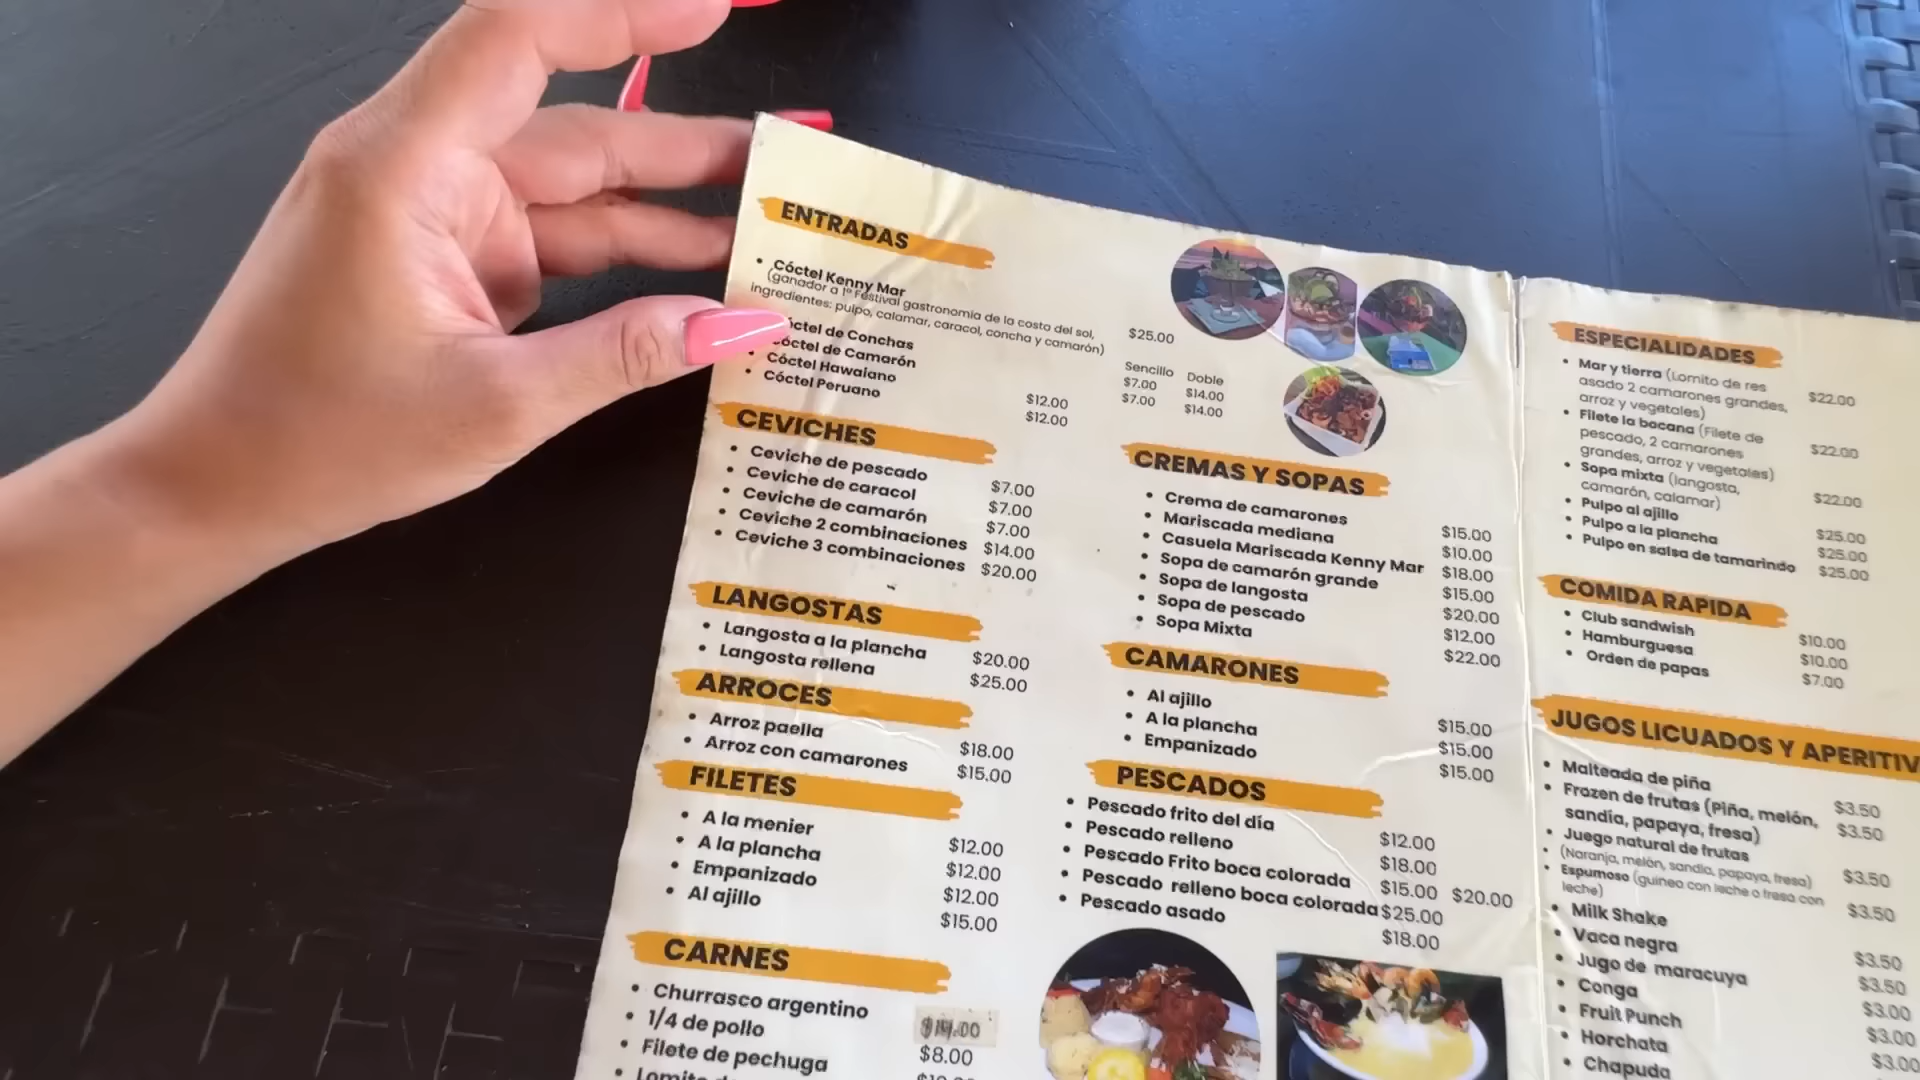 ENTRADAS
• Cóctel Kenny Mar
(ganador a 1ª Festival gastronomia de la costa del sol,
ingredientes: pulpo, calamar, caracol, concha y camarón) $25.00
Sencillo Doble
óctel de Conchas $7.00 $14.00
Cóctel de Camarón $7.00 $14.00
• Cóctel Hawaiano $12.00
• Cóctel Peruano $12.00
CEVICHES
• Ceviche de pescado $7.00
• Ceviche de caracol $7.00
• Ceviche de camarón $7.00
• Ceviche 2 combinaciones $14.00
• Ceviche 3 combinaciones $20.00
LANGOSTAS
• Langosta a la plancha $20.00
• Langosta rellena $25.00
ARROCES
• Arroz paella $18.00
• Arroz con camarones $15.00
FILETES
• A la menier $12.00
• A la plancha $12.00
• Empanizado $12.00
• Al ajillo $15.00
CARNES
• Churrasco argentino
• 1/4 de pollo $8.00
• Filete de pechuga
• Lomito
CREMAS Y SOPAS
• Crema de camarones $15.00
• Mariscada mediana $10.00
• Casuela Mariscada Kenny Mar $18.00
• Sopa de camarón grande $15.00
• Sopa de langosta $20.00
• Sopa de pescado $12.00
• Sopa Mixta $22.00
CAMARONES
• Al ajillo $15.00
• A la plancha $15.00
• Empanizado $15.00
PESCADOS
• Pescado frito del día $12.00
• Pescado relleno $18.00
• Pescado Frito boca colorada $15.00 $20.00
• Pescado relleno boca colorada $25.00
• Pescado asado $18.00
ESPECIALIDADES
• Mar y tierra (Lomito de res
asado 2 camarones grandes, $22.00
arroz y vegetales)
• Filete la bocana (Filete de
pescado, 2 camarones $22.00
grandes, arroz y vegetales)
• Sopa mixta (langosta,
camarón, calamar) $22.00
• Pulpo al ajillo $25.00
• Pulpo a la plancha $25.00
• Pulpo en salsa de tamarindo $25.00
COMIDA RAPIDA
• Club sandwish $10.00
• Hamburguesa $10.00
• Orden de papas $7.00
JUGOS LICUADOS Y APERITIV
• Malteada de piña $3.50
• Frozen de frutas (Piña, melón, $3.50
sandía, papaya, fresa)
• Juego natural de frutas
• (Naranja, melón, sandía, papaya, fresa) $3.50
• Espumoso (guineo con leche o fresa con $3.50
leche)
• Milk Shake $3.50
• Vaca negra $3.50
• Jugo de maracuya $3.00
• Conga $3.00
• Fruit Punch $3.00
• Horchata
• Chapuda